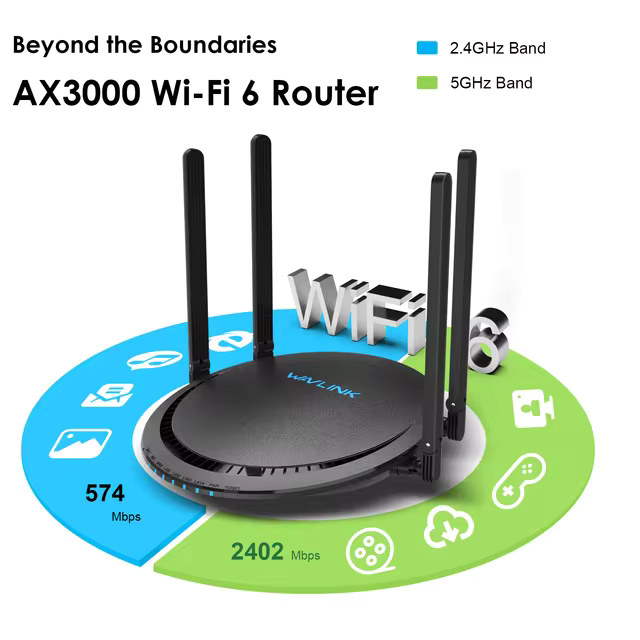 Beyond the Boundaries
AX3000 Wi-Fi 6 Router
2.4GHz Band
5GHz Band
WiFi 6
WAVLINK
574
Mbps
2402 Mbps